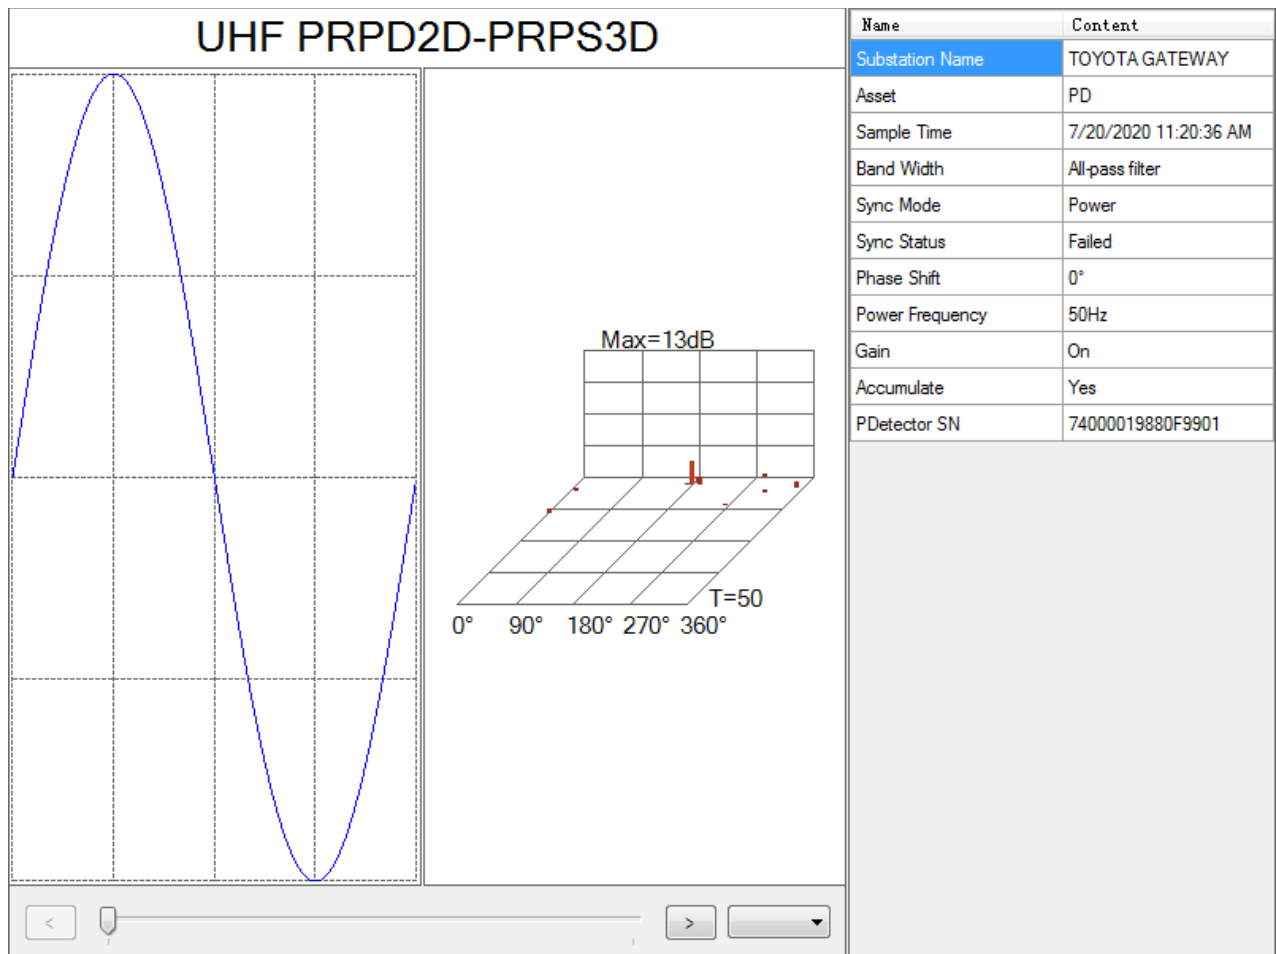 UHF PRPD2D-PRPS3D
Max=13dB
T=50
0° 90° 180° 270° 360°
< >
Name Content
Substation Name TOYOTA GATEWAY
Asset PD
Sample Time 7/20/2020 11:20:36 AM
Band Width All-pass filter
Sync Mode Power
Sync Status Failed
Phase Shift 0°
Power Frequency 50Hz
Gain On
Accumulate Yes
PDetector SN 74000019880F9901